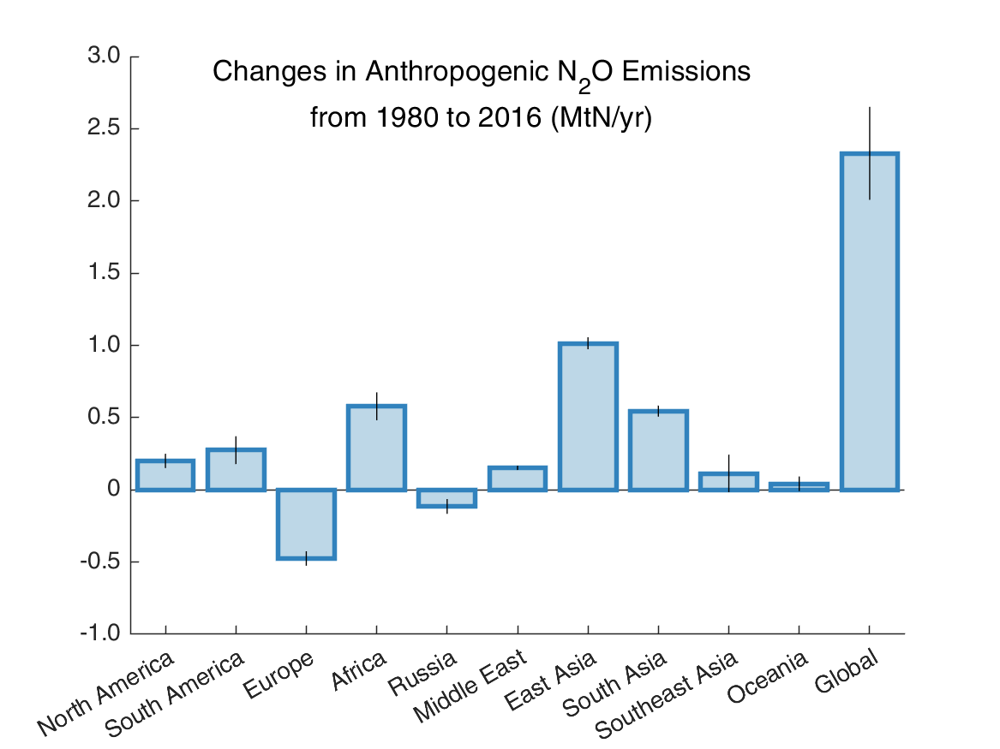 Changes in Anthropogenic N₂O Emissions
from 1980 to 2016 (MtN/yr)
3.0
2.5
2.0
1.5
1.0
0.5
0
-0.5
-1.0
North America
South America
Europe
Africa
Russia
Middle East
East Asia
South Asia
Southeast Asia
Oceania
Global